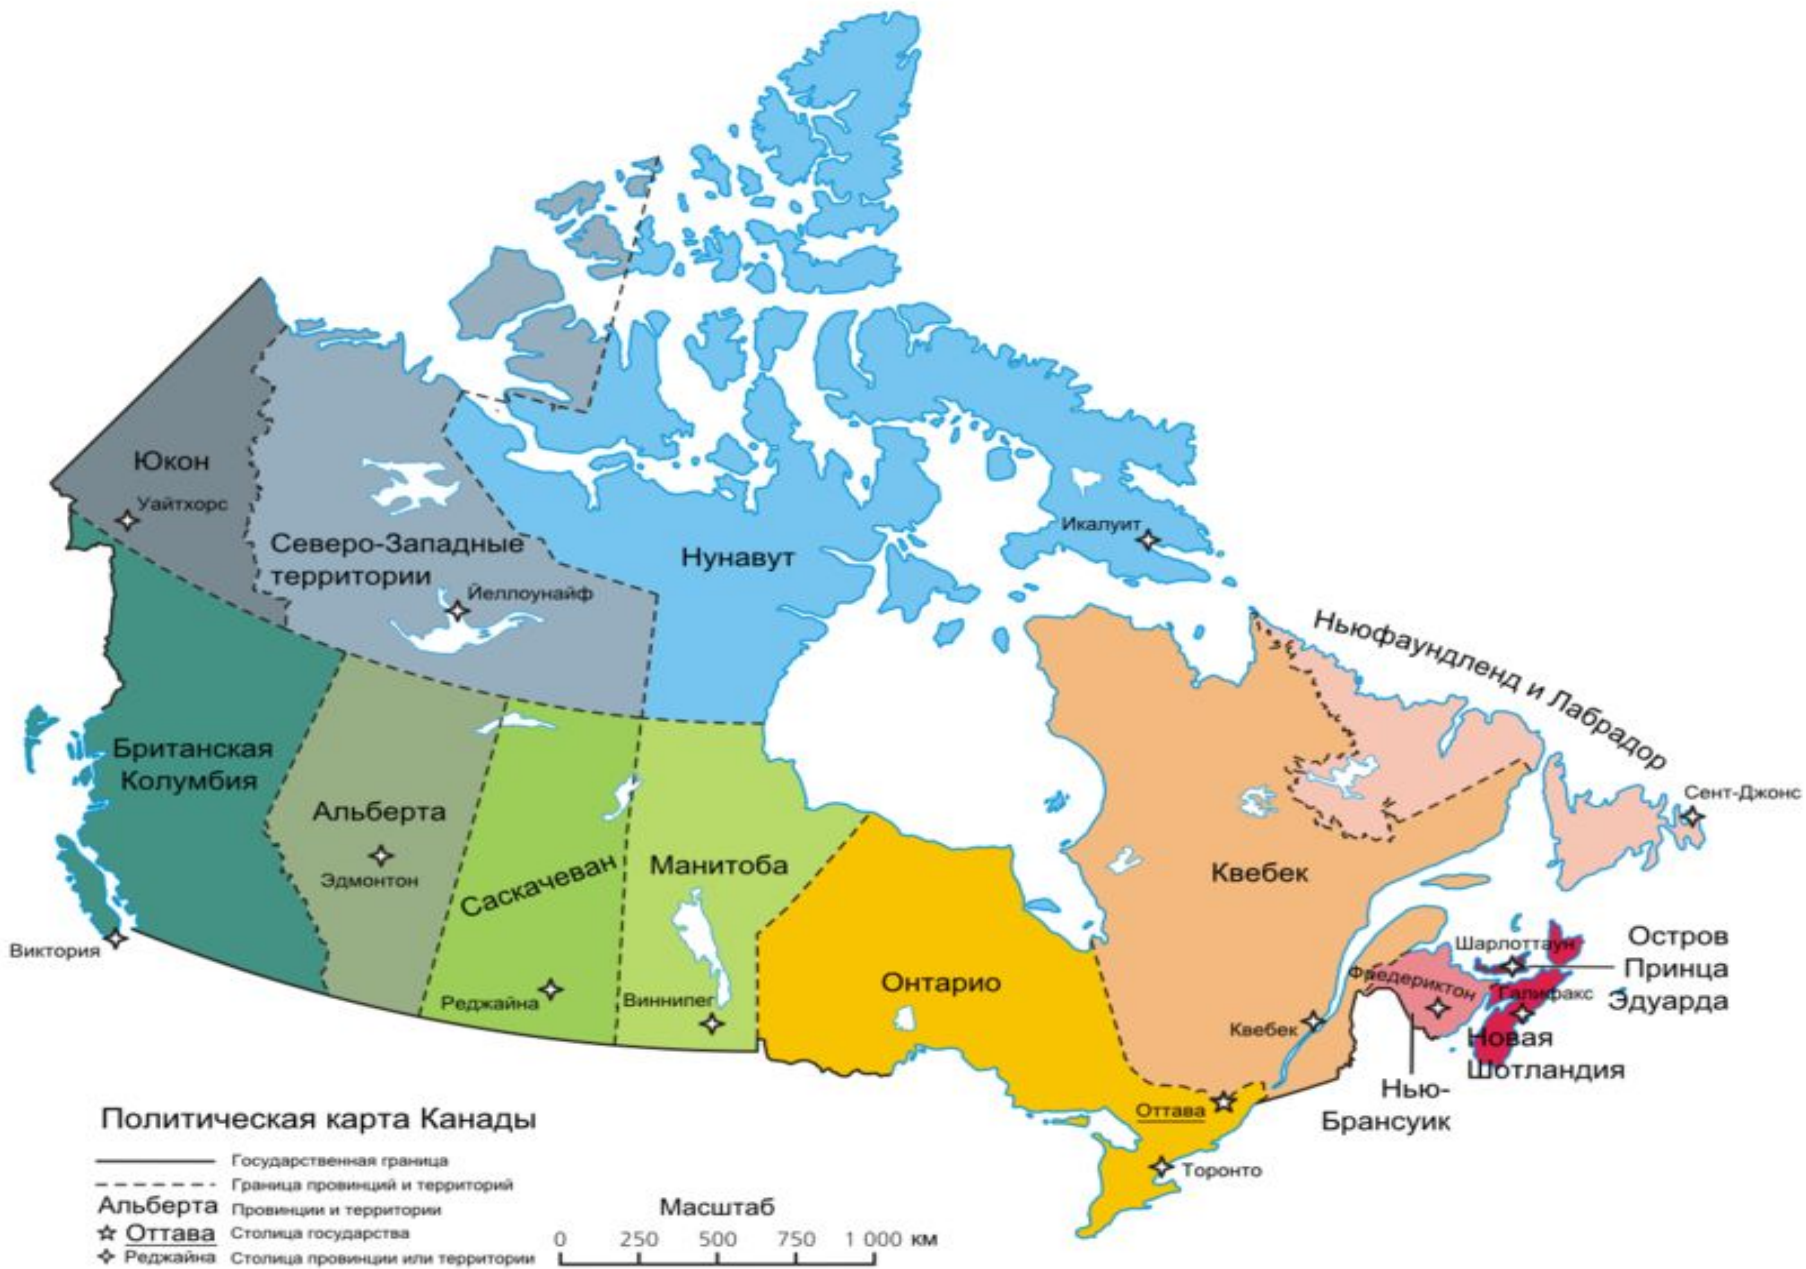 Юкон
Уайтхорс
Северо-Западные
территории
Йеллоунайф
Нунавут
Икалуит
Ньюфаундленд и Лабрадор
Сент-Джонс
Британская
Колумбия
Виктория
Альберта
Эдмонтон
Саскачеван
Реджайна
Манитоба
Виннипег
Онтарио
Оттава
Торонто
Квебек
Квебек
Шарлоттаун
Остров
Принца
Эдуарда
Фредериктон
Галифакс
Новая
Шотландия
Нью-
Брансуик
Политическая карта Канады
Государственная граница
Граница провинций и территорий
Альберта Провинции и территории
Оттава Столица государства
Реджайна Столица провинции или территории
Масштаб
0 250 500 750 1 000 км